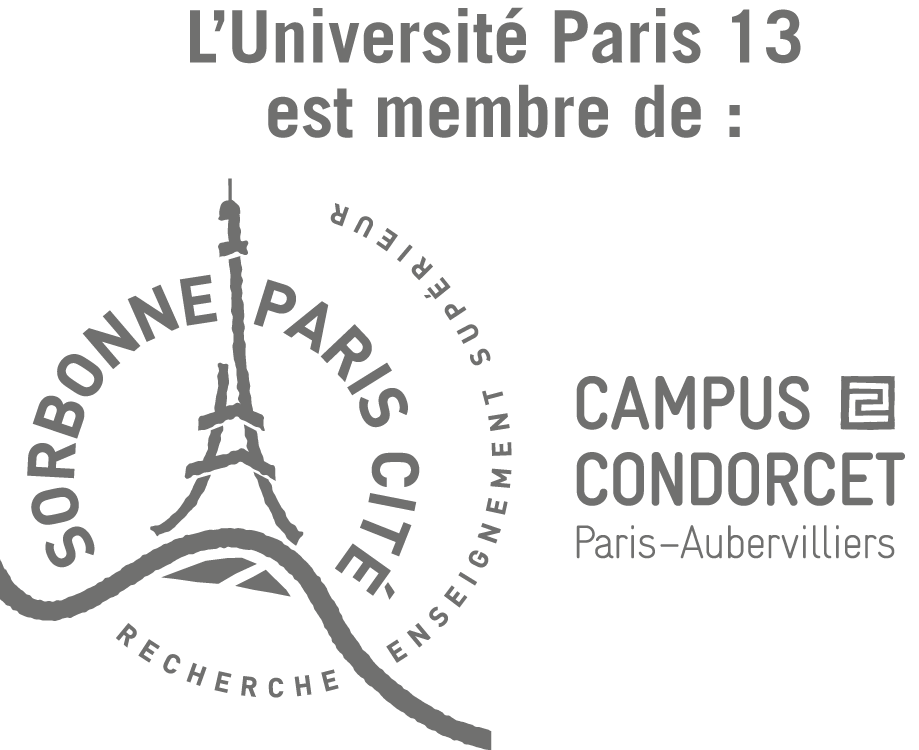 L’Université Paris 13
est membre de :
SORBONNE PARIS CITÉ
RECHERCHE ENSEIGNEMENT SUPÉRIEUR
CAMPUS
CONDORCET
Paris–Aubervilliers